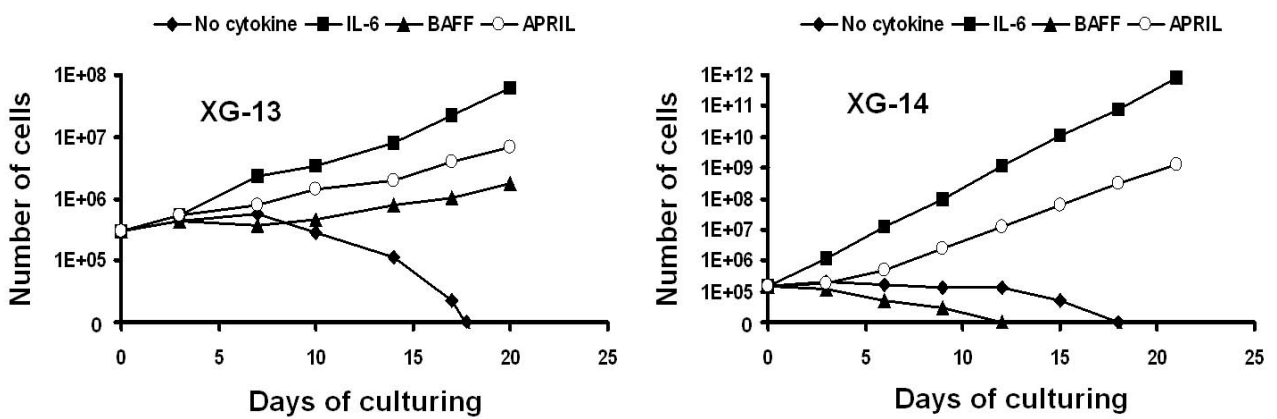 No cytokine IL-6 BAFF APRIL
1E+08
1E+07
1E+06
1E+05
0
Number of cells
XG-13
0 5 10 15 20 25
Days of culturing
No cytokine IL-6 BAFF APRIL
1E+12
1E+11
1E+10
1E+09
1E+08
1E+07
1E+06
1E+05
0
Number of cells
XG-14
0 5 10 15 20 25
Days of culturing